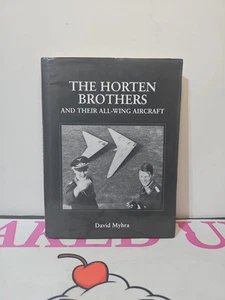 THE HORTEN
BROTHERS
AND THEIR ALL-WING AIRCRAFT
David Myhra